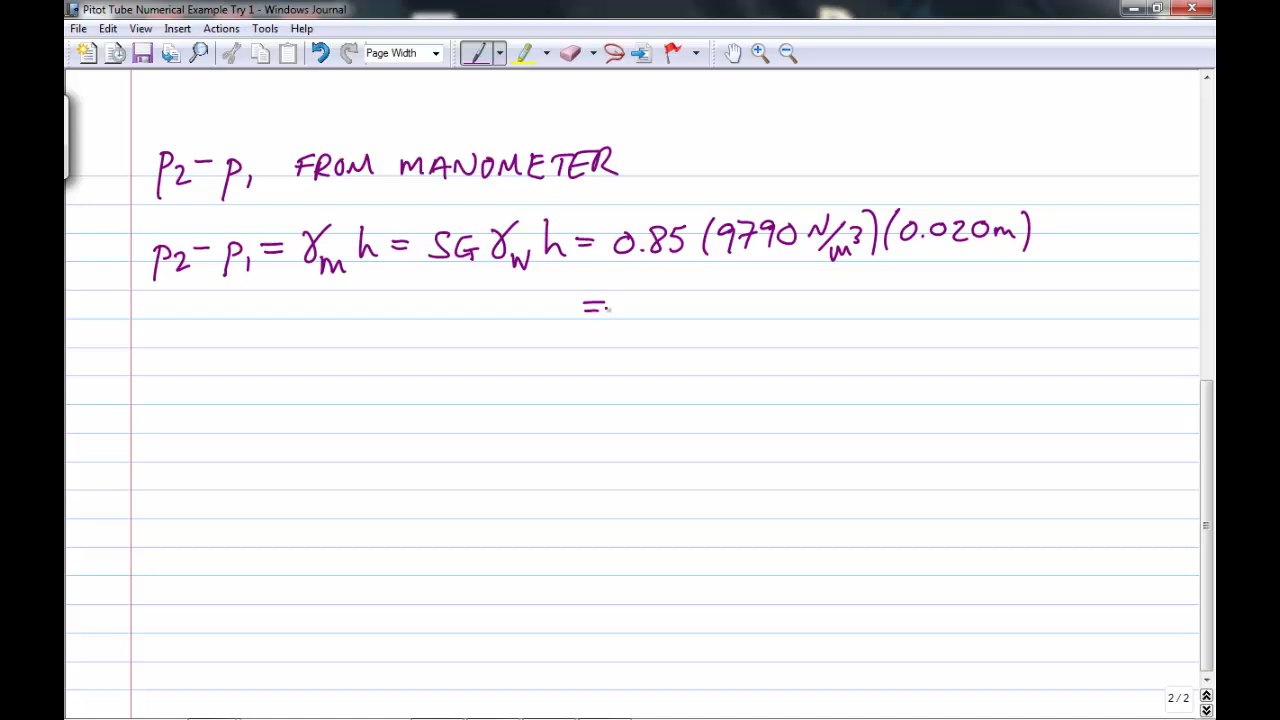 Pitot Tube Numerical Example Try 1 - Windows Journal
File Edit View Insert Actions Tools Help
Page Width
p₂ - p₁ FROM MANOMETER
p₂ - p₁ = γₘ h = SG γ_w h = 0.85 (9790 N/m³)(0.020m)
=
2 / 2